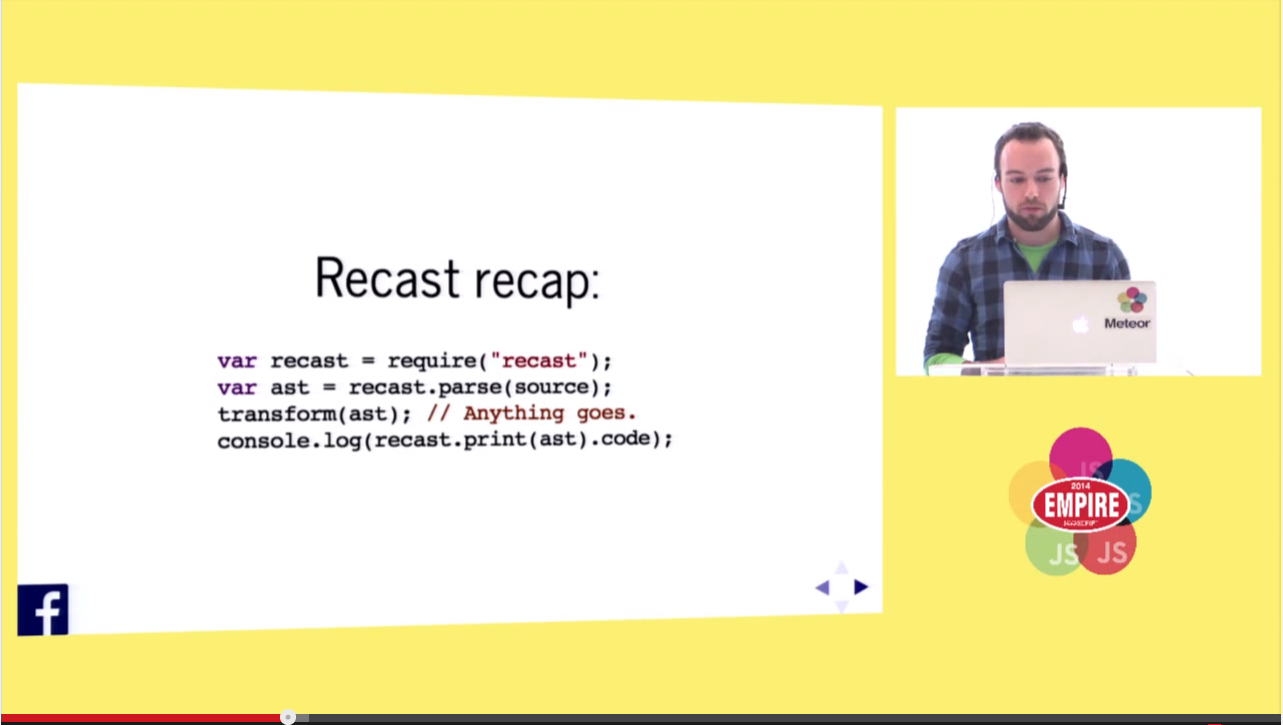 Recast recap:
var recast = require("recast");
var ast = recast.parse(source);
transform(ast); // Anything goes.
console.log(recast.print(ast).code);
f
Meteor
JS
2014
EMPIRE
JAVASCRIPT
JS
JS
JS